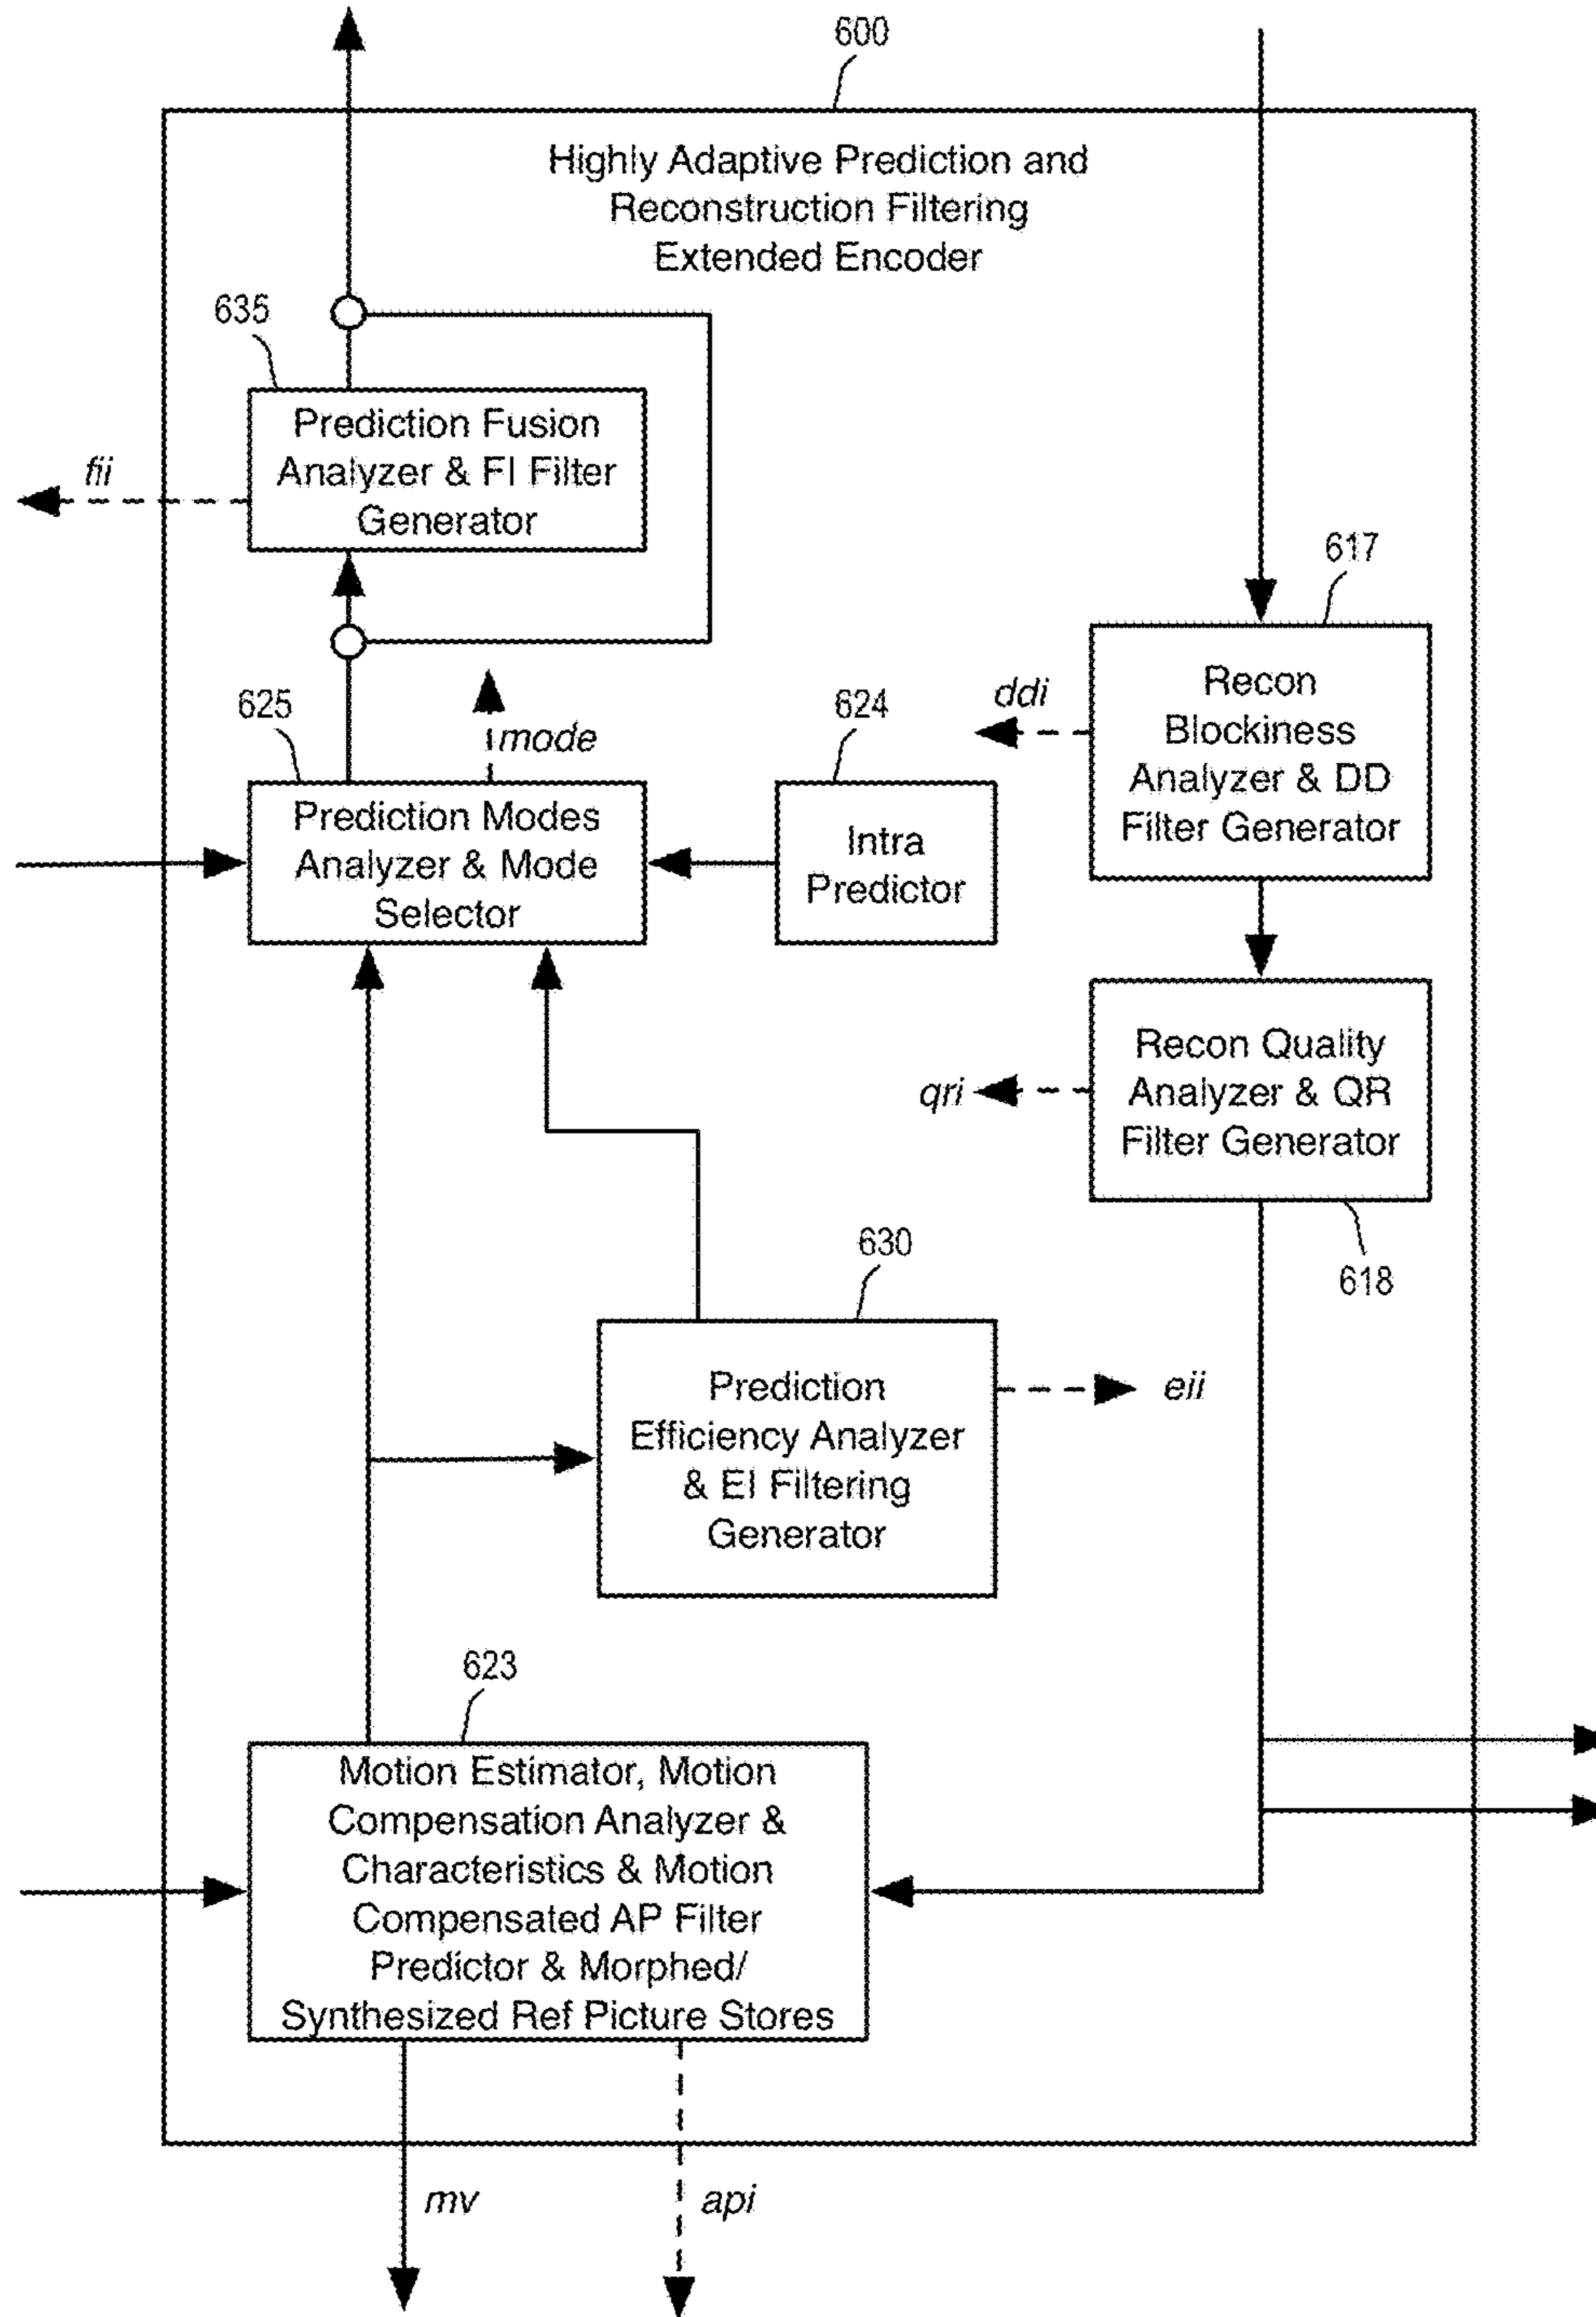 600
Highly Adaptive Prediction and
Reconstruction Filtering
Extended Encoder
635
Prediction Fusion
Analyzer & FI Filter
Generator
fii
617
Recon
Blockiness
Analyzer & DD
Filter Generator
ddi
625
mode
624
Prediction Modes
Analyzer & Mode
Selector
Intra
Predictor
Recon Quality
Analyzer & QR
Filter Generator
qri
618
630
Prediction
Efficiency Analyzer
& EI Filtering
Generator
eii
623
Motion Estimator, Motion
Compensation Analyzer &
Characteristics & Motion
Compensated AP Filter
Predictor & Morphed/
Synthesized Ref Picture Stores
mv
api